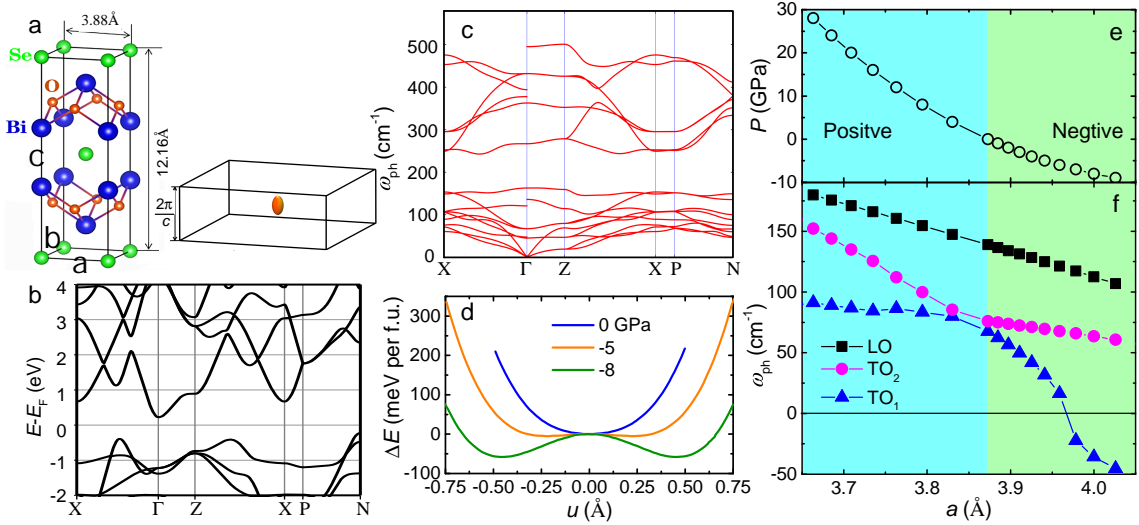 a
3.88Å
Se
O
Bi
12.16Å
c
b
a
2π
c
b
E-E_F (eV)
4
3
2
1
0
-1
-2
X
Γ
Z
X
P
N
c
ω_ph (cm⁻¹)
500
400
300
200
100
0
X
Γ
Z
X
P
N
d
ΔE (meV per f.u.)
300
200
100
0
-100
0 GPa
-5
-8
-0.75
-0.50
-0.25
0.00
0.25
0.50
0.75
u (Å)
e
P (GPa)
30
20
10
0
-10
Positve
Negtive
f
ω_ph (cm⁻¹)
150
100
50
0
-50
LO
TO₂
TO₁
3.7
3.8
3.9
4.0
a (Å)